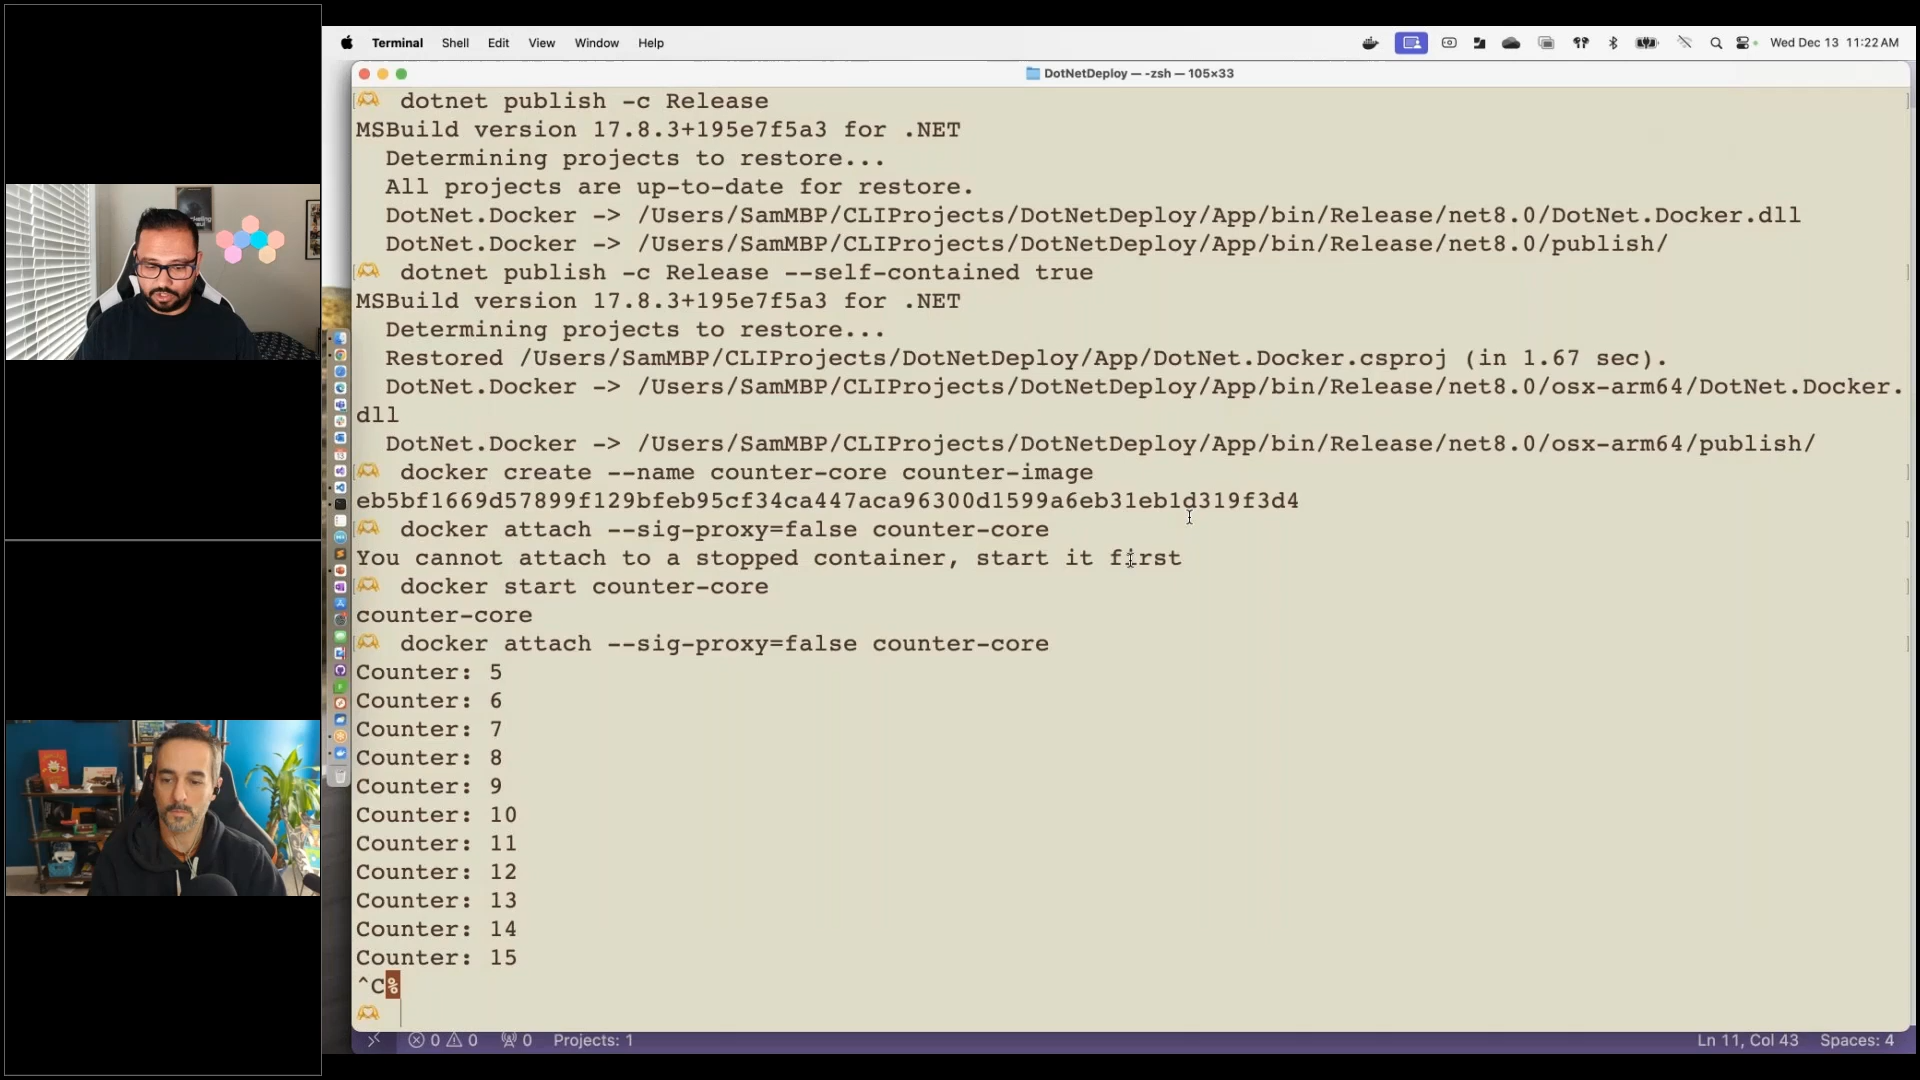 Terminal Shell Edit View Window Help Wed Dec 13 11:22 AM
DotNetDeploy — -zsh — 105×33
dotnet publish -c Release
MSBuild version 17.8.3+195e7f5a3 for .NET
Determining projects to restore...
All projects are up-to-date for restore.
DotNet.Docker -> /Users/SamMBP/CLIProjects/DotNetDeploy/App/bin/Release/net8.0/DotNet.Docker.dll
DotNet.Docker -> /Users/SamMBP/CLIProjects/DotNetDeploy/App/bin/Release/net8.0/publish/
dotnet publish -c Release --self-contained true
MSBuild version 17.8.3+195e7f5a3 for .NET
Determining projects to restore...
Restored /Users/SamMBP/CLIProjects/DotNetDeploy/App/DotNet.Docker.csproj (in 1.67 sec).
DotNet.Docker -> /Users/SamMBP/CLIProjects/DotNetDeploy/App/bin/Release/net8.0/osx-arm64/DotNet.Docker.
dll
DotNet.Docker -> /Users/SamMBP/CLIProjects/DotNetDeploy/App/bin/Release/net8.0/osx-arm64/publish/
docker create --name counter-core counter-image
eb5bf1669d57899f129bfeb95cf34ca447aca96300d1599a6eb31eb1d319f3d4
docker attach --sig-proxy=false counter-core
You cannot attach to a stopped container, start it first
docker start counter-core
counter-core
docker attach --sig-proxy=false counter-core
Counter: 5
Counter: 6
Counter: 7
Counter: 8
Counter: 9
Counter: 10
Counter: 11
Counter: 12
Counter: 13
Counter: 14
Counter: 15
^C%
0 0 0 Projects: 1 Ln 11, Col 43 Spaces: 4